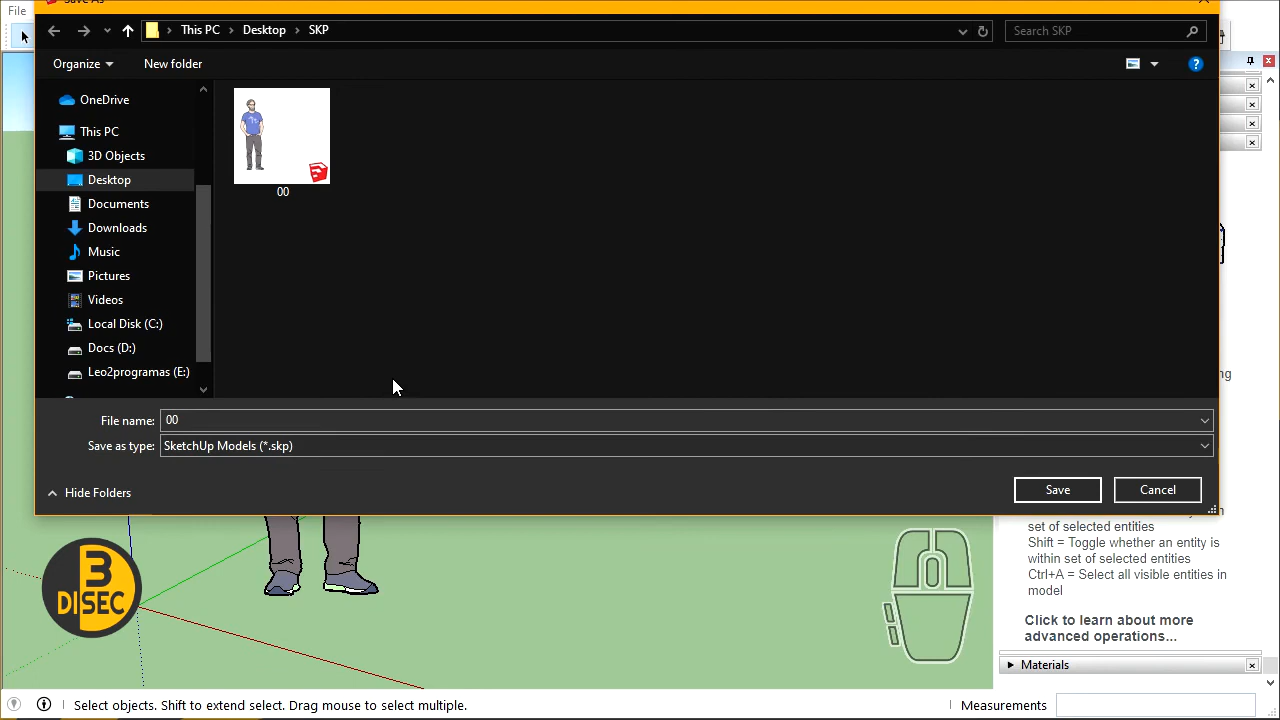 File
Save As
This PC
Desktop
SKP
Search SKP
Organize
New folder
OneDrive
This PC
3D Objects
Desktop
Documents
Downloads
Music
Pictures
Videos
Local Disk (C:)
Docs (D:)
Leo2programas (E:)
00
File name: 00
Save as type: SketchUp Models (*.skp)
Hide Folders
Save
Cancel
set of selected entities
Shift = Toggle whether an entity is
within set of selected entities
Ctrl+A = Select all visible entities in
model
Click to learn about more
advanced operations...
Materials
3
DISEC
Select objects. Shift to extend select. Drag mouse to select multiple.
Measurements